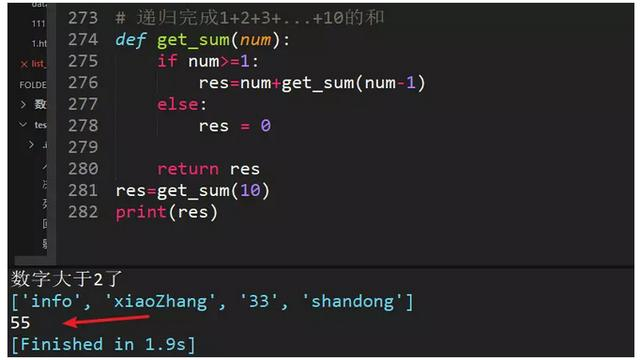 data
111
1.ht
list_
FOLDE
数
tes
.i
273 # 递归完成1+2+3+...+10的和
274 def get_sum(num):
275 if num>=1:
276 res=num+get_sum(num-1)
277 else:
278 res = 0
279
280 return res
281 res=get_sum(10)
282 print(res)
数字大于2了
['info', 'xiaoZhang', '33', 'shandong']
55
[Finished in 1.9s]